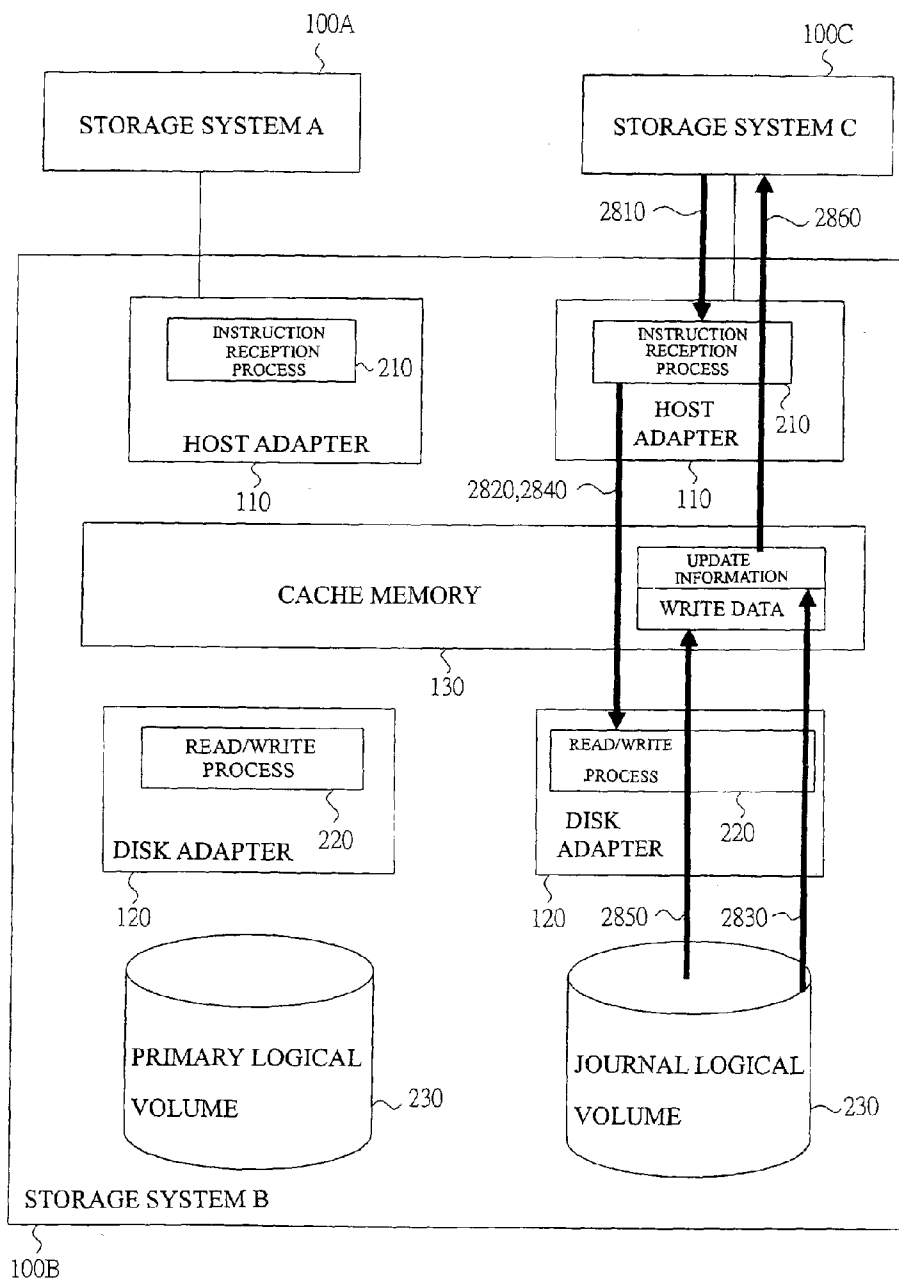 100A
100C
STORAGE SYSTEM A
STORAGE SYSTEM C
2810
2860
INSTRUCTION
RECEPTION
PROCESS
210
HOST ADAPTER
110
INSTRUCTION
RECEPTION
PROCESS
210
HOST
ADAPTER
110
2820,2840
CACHE MEMORY
UPDATE
INFORMATION
WRITE DATA
130
READ/WRITE
PROCESS
220
DISK ADAPTER
120
READ/WRITE
PROCESS
220
DISK
ADAPTER
120
2850
2830
PRIMARY LOGICAL
VOLUME
230
JOURNAL LOGICAL
VOLUME
230
STORAGE SYSTEM B
100B